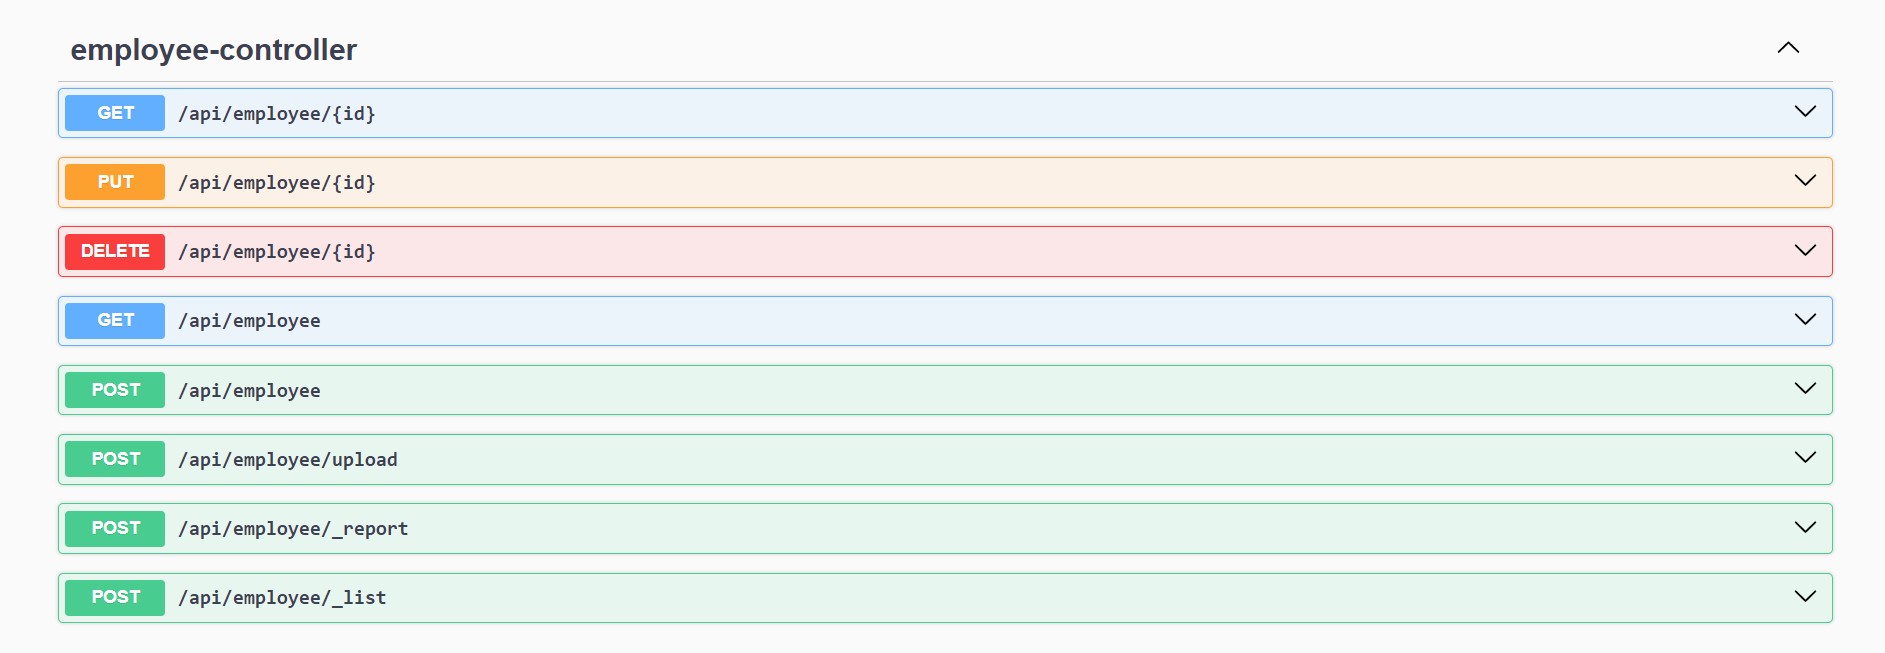 employee-controller
GET /api/employee/{id}
PUT /api/employee/{id}
DELETE /api/employee/{id}
GET /api/employee
POST /api/employee
POST /api/employee/upload
POST /api/employee/_report
POST /api/employee/_list